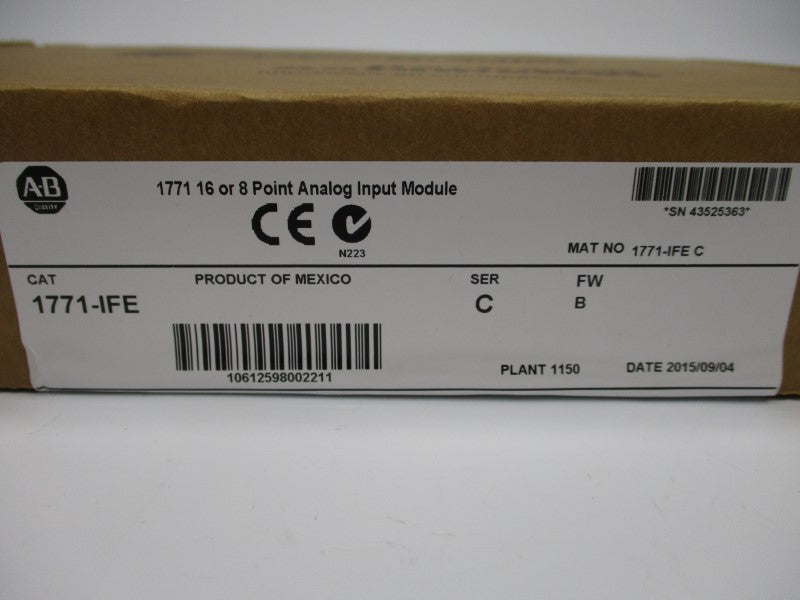 A·B
QUALITY
1771 16 or 8 Point Analog Input Module
CE
N223
*SN 43525363*
MAT NO 1771-IFE C
CAT
1771-IFE
PRODUCT OF MEXICO
10612598002211
SER
C
FW
B
PLANT 1150
DATE 2015/09/04